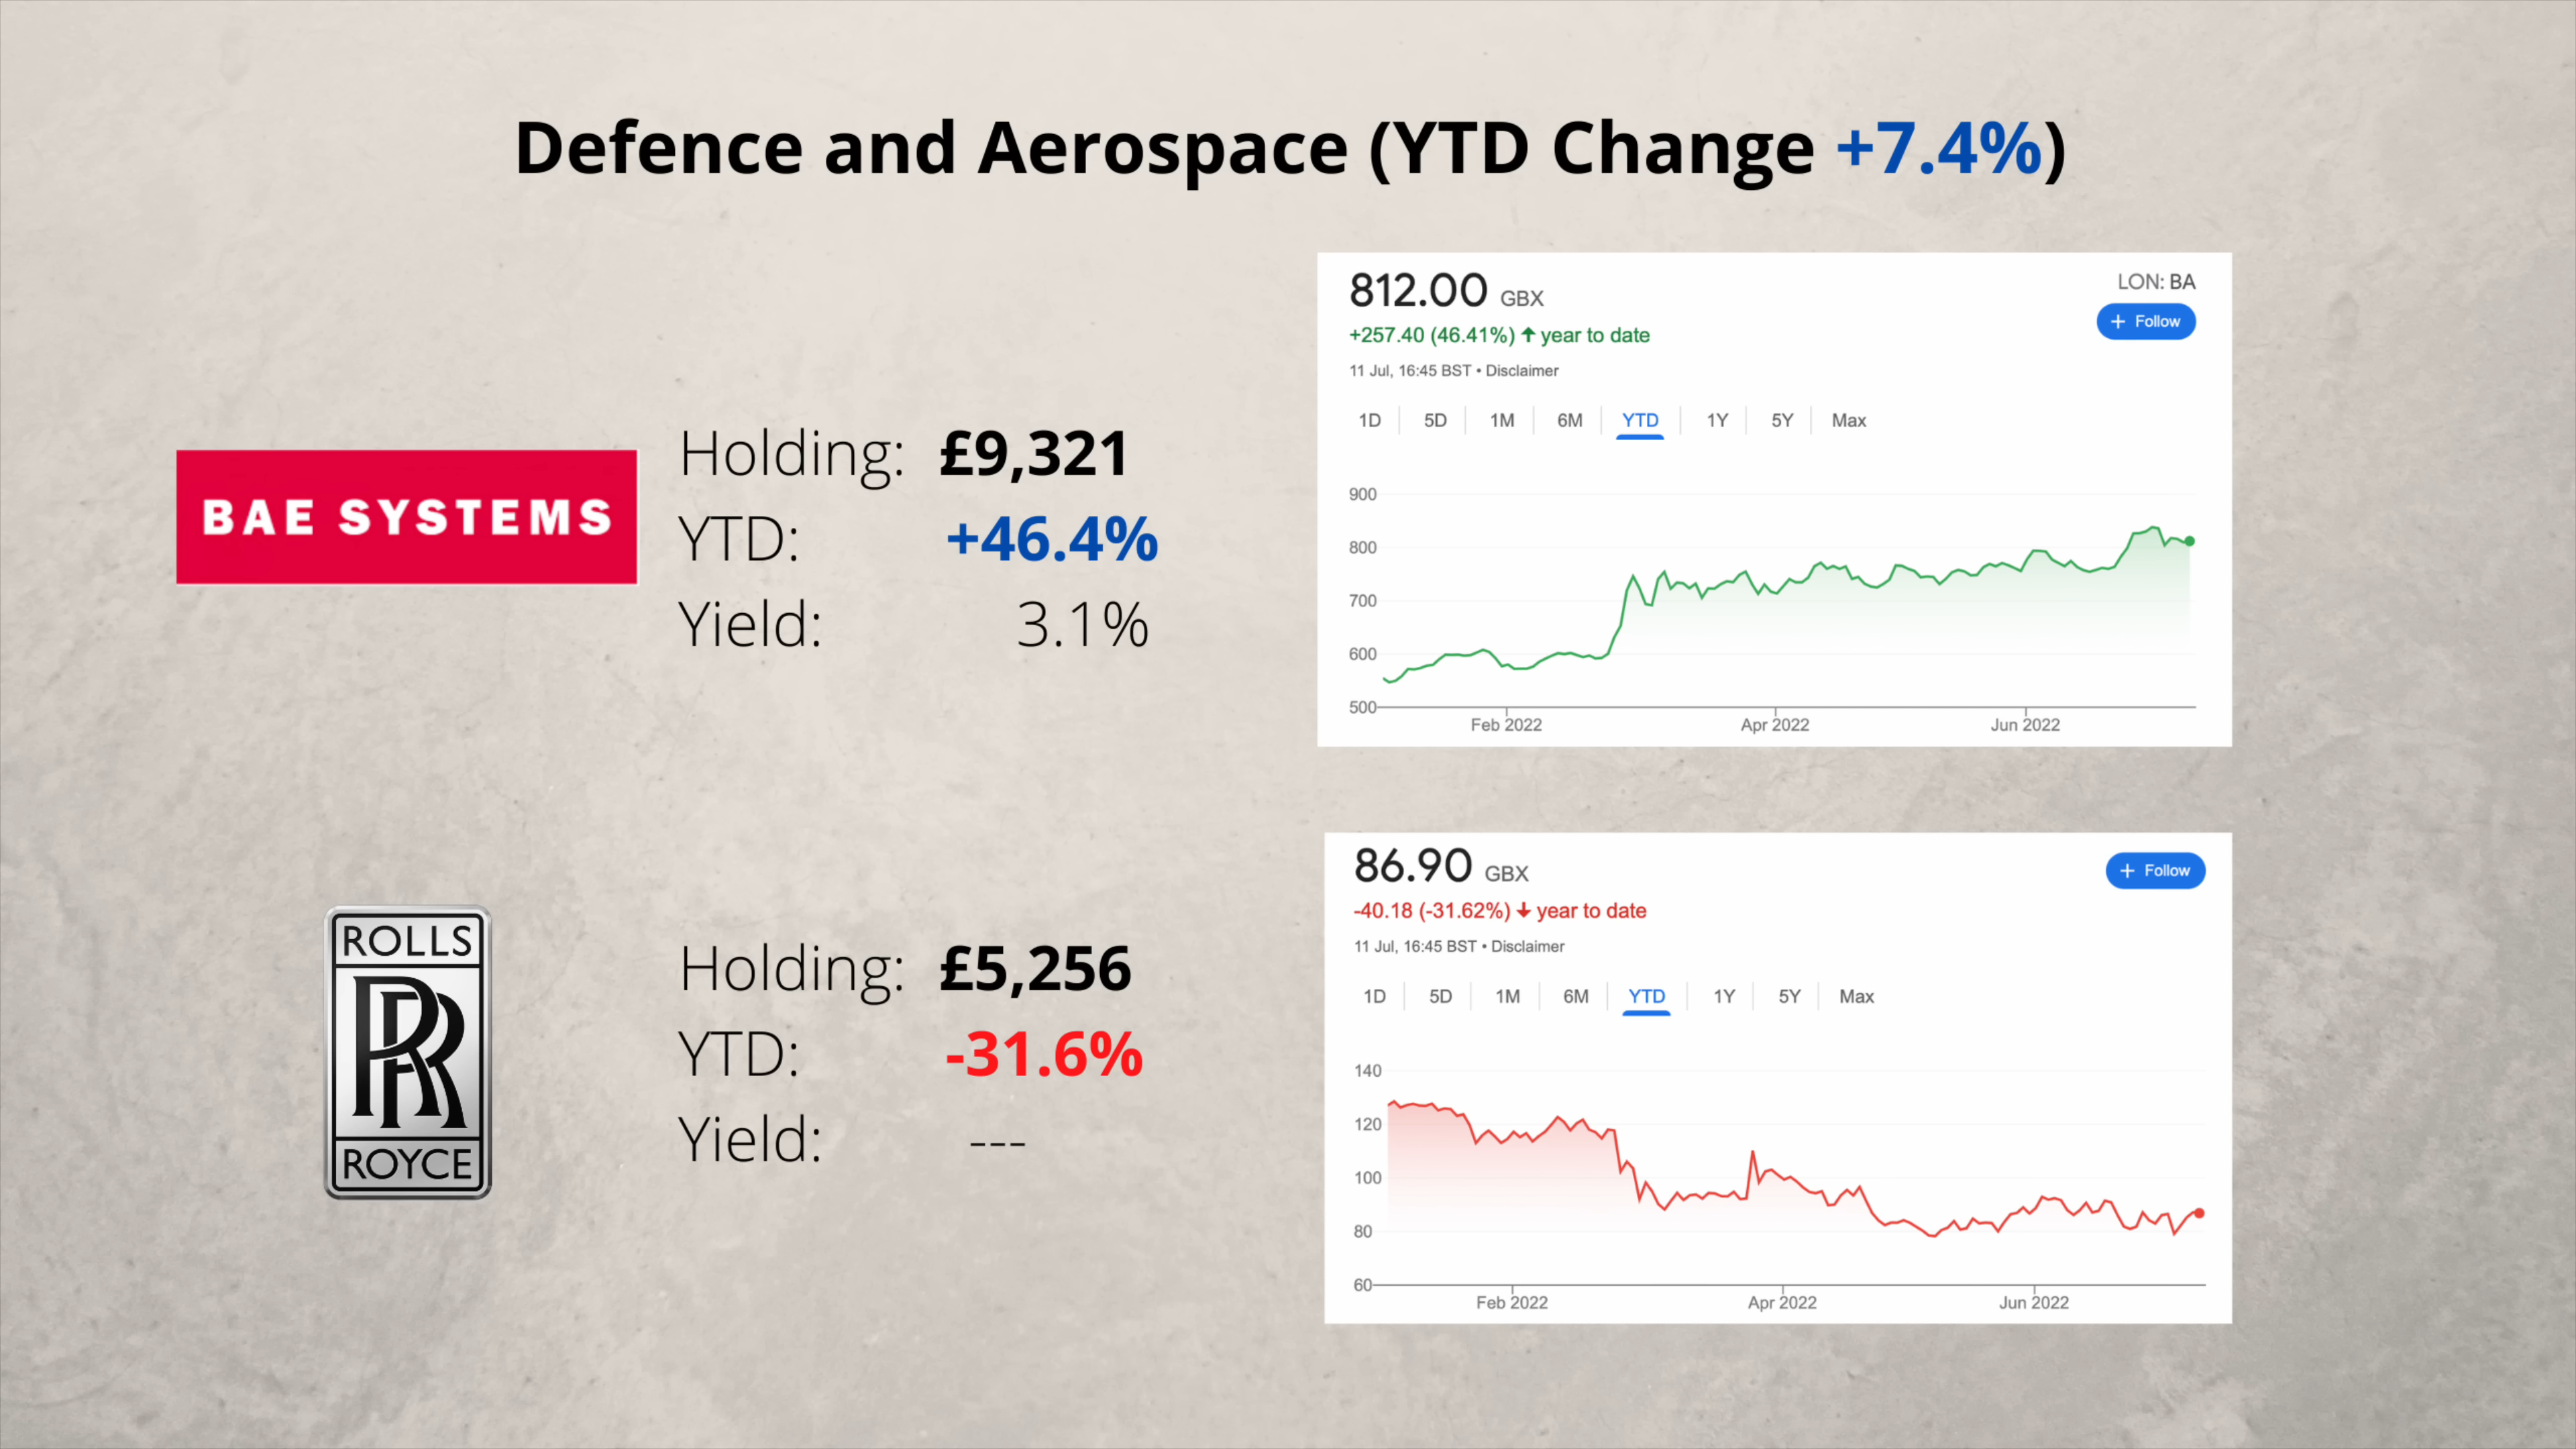 Defence and Aerospace (YTD Change +7.4%)
BAE SYSTEMS
Holding: £9,321
YTD: +46.4%
Yield: 3.1%
812.00 GBX
LON: BA
+257.40 (46.41%) ↑ year to date
+ Follow
11 Jul, 16:45 BST • Disclaimer
1D 5D 1M 6M YTD 1Y 5Y Max
900
800
700
600
500
Feb 2022 Apr 2022 Jun 2022
ROLLS
RR
ROYCE
Holding: £5,256
YTD: -31.6%
Yield: ---
86.90 GBX
+ Follow
-40.18 (-31.62%) ↓ year to date
11 Jul, 16:45 BST • Disclaimer
1D 5D 1M 6M YTD 1Y 5Y Max
140
120
100
80
60
Feb 2022 Apr 2022 Jun 2022